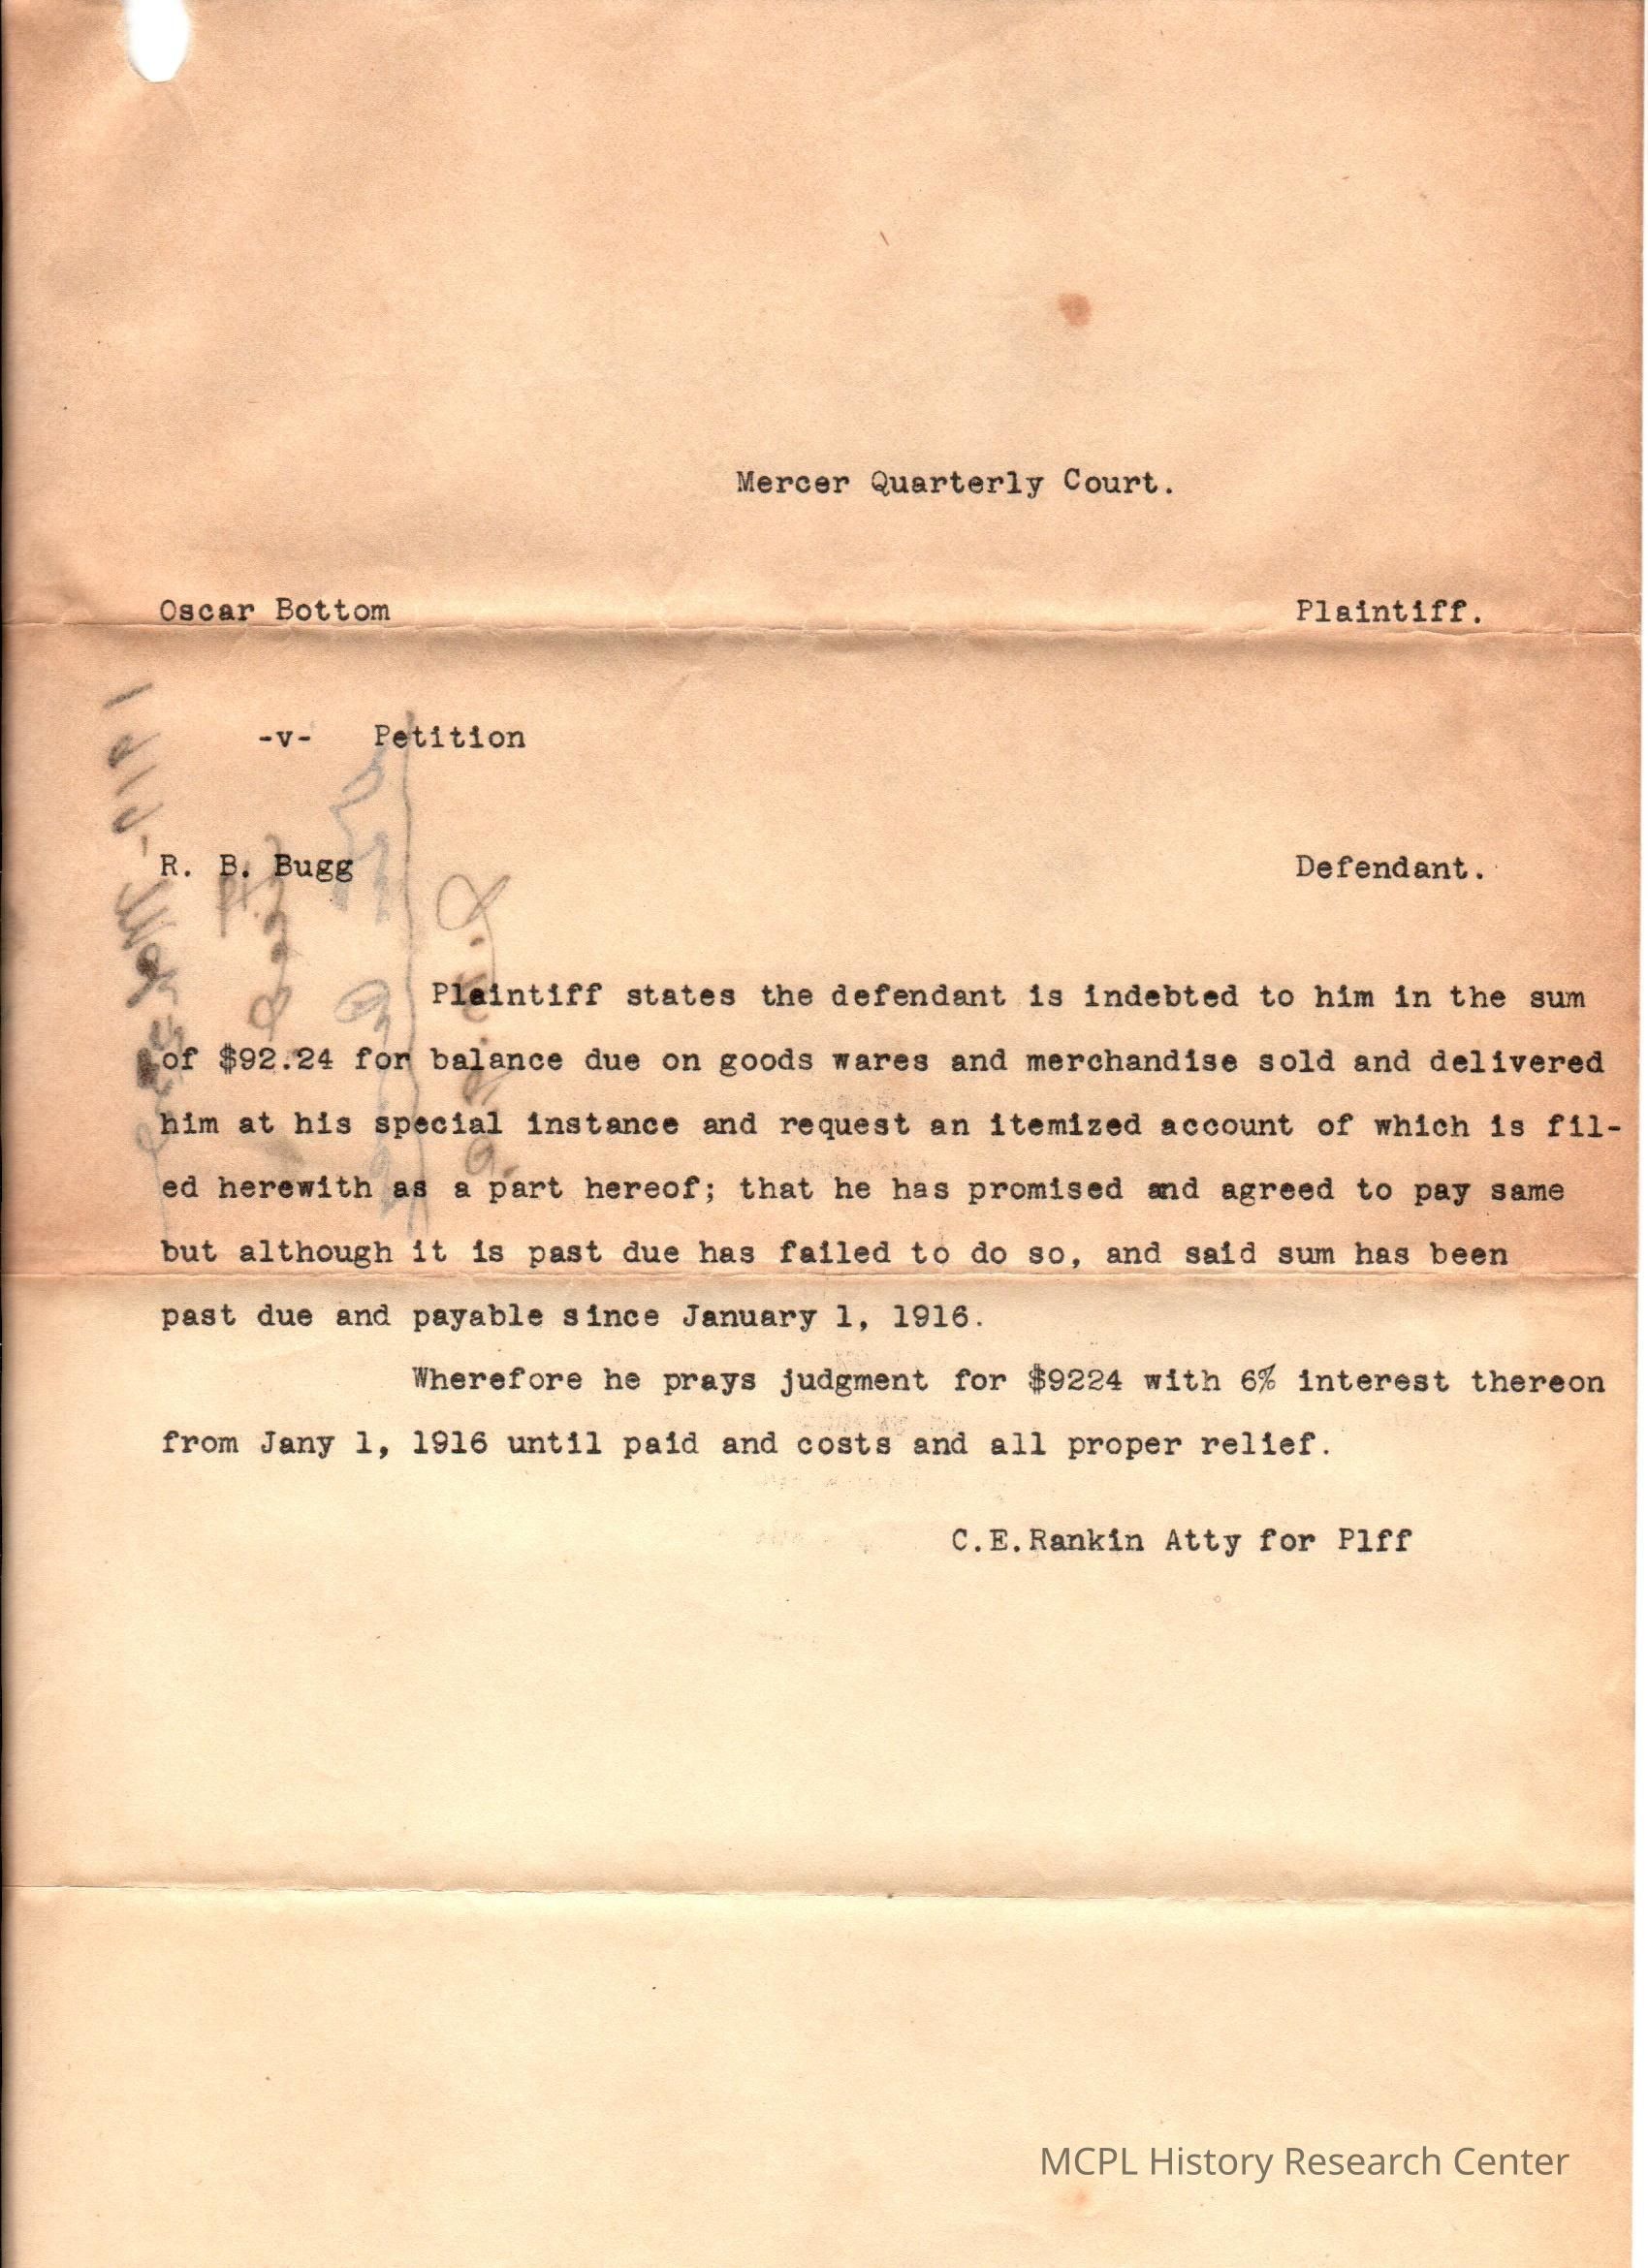 Mercer Quarterly Court.
Oscar Bottom Plaintiff.
-v- Petition
R. B. Bugg Defendant.
Plaintiff states the defendant is indebted to him in the sum
of $92.24 for balance due on goods wares and merchandise sold and delivered
him at his special instance and request an itemized account of which is fil-
ed herewith as a part hereof; that he has promised and agreed to pay same
but although it is past due has failed to do so, and said sum has been
past due and payable since January 1, 1916.
Wherefore he prays judgment for $9224 with 6% interest thereon
from Jany 1, 1916 until paid and costs and all proper relief.
C.E.Rankin Atty for Plff
MCPL History Research Center